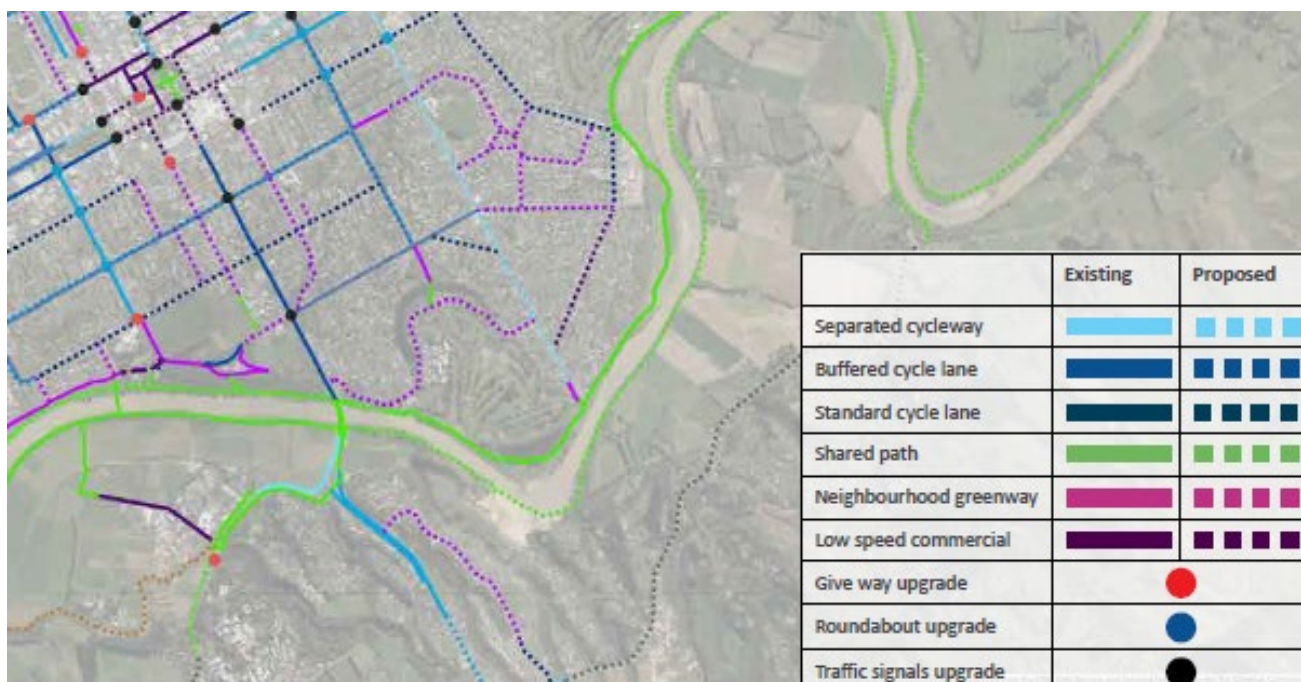 Existing Proposed
Separated cycleway
Buffered cycle lane
Standard cycle lane
Shared path
Neighbourhood greenway
Low speed commercial
Give way upgrade
Roundabout upgrade
Traffic signals upgrade